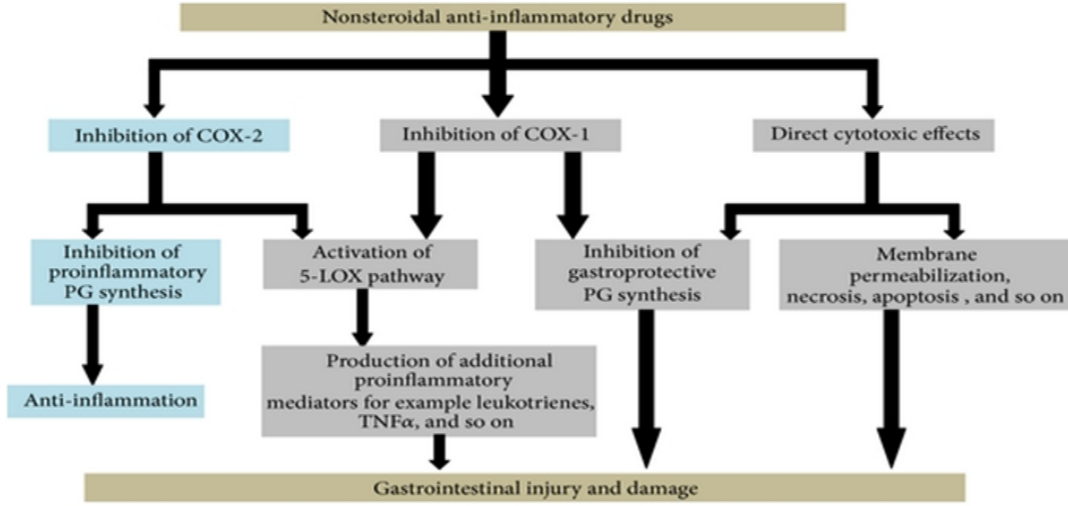 Nonsteroidal anti-inflammatory drugs
Inhibition of COX-2
Inhibition of COX-1
Direct cytotoxic effects
Inhibition of
proinflammatory
PG synthesis
Activation of
5-LOX pathway
Inhibition of
gastroprotective
PG synthesis
Membrane
permeabilization,
necrosis, apoptosis , and so on
Anti-inflammation
Production of additional
proinflammatory
mediators for example leukotrienes,
TNFα, and so on
Gastrointestinal injury and damage